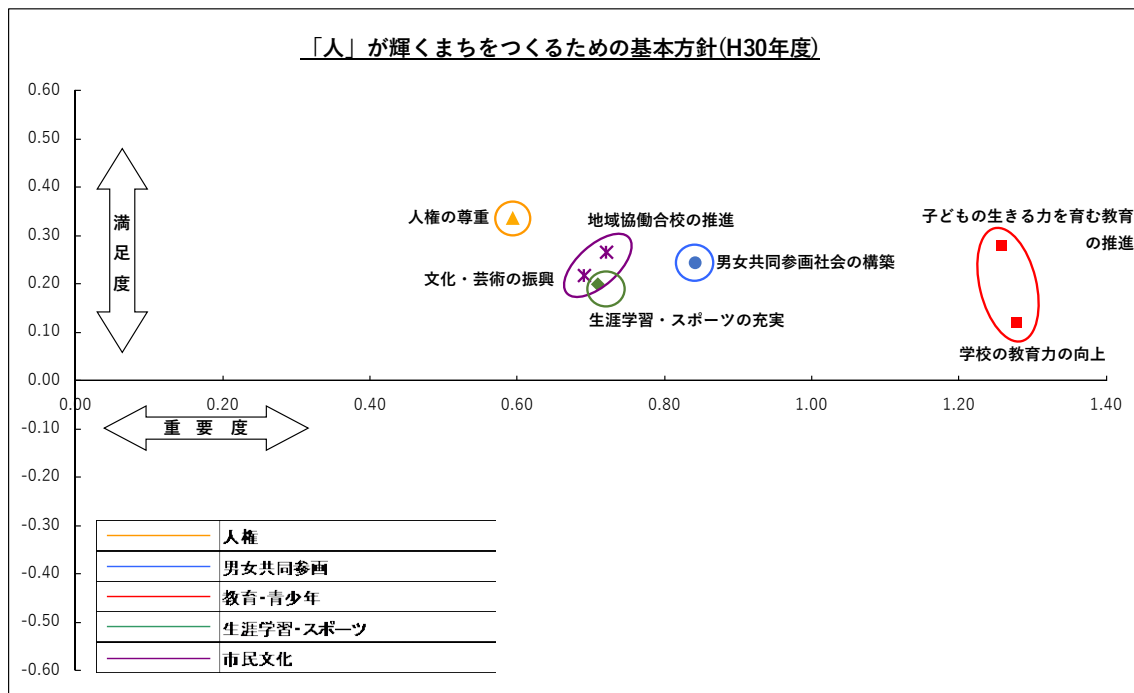 「人」が輝くまちをつくるための基本方針(H30年度)
0.60
0.50
0.40
0.30
0.20
0.10
0.00
-0.10
-0.20
-0.30
-0.40
-0.50
-0.60
満足度
人権の尊重
地域協働合校の推進
子どもの生きる力を育む教育
の推進
文化・芸術の振興
男女共同参画社会の構築
生涯学習・スポーツの充実
学校の教育力の向上
0.00 0.20 0.40 0.60 0.80 1.00 1.20 1.40
重 要 度
人権
男女共同参画
教育-青少年
生涯学習-スポーツ
市民文化